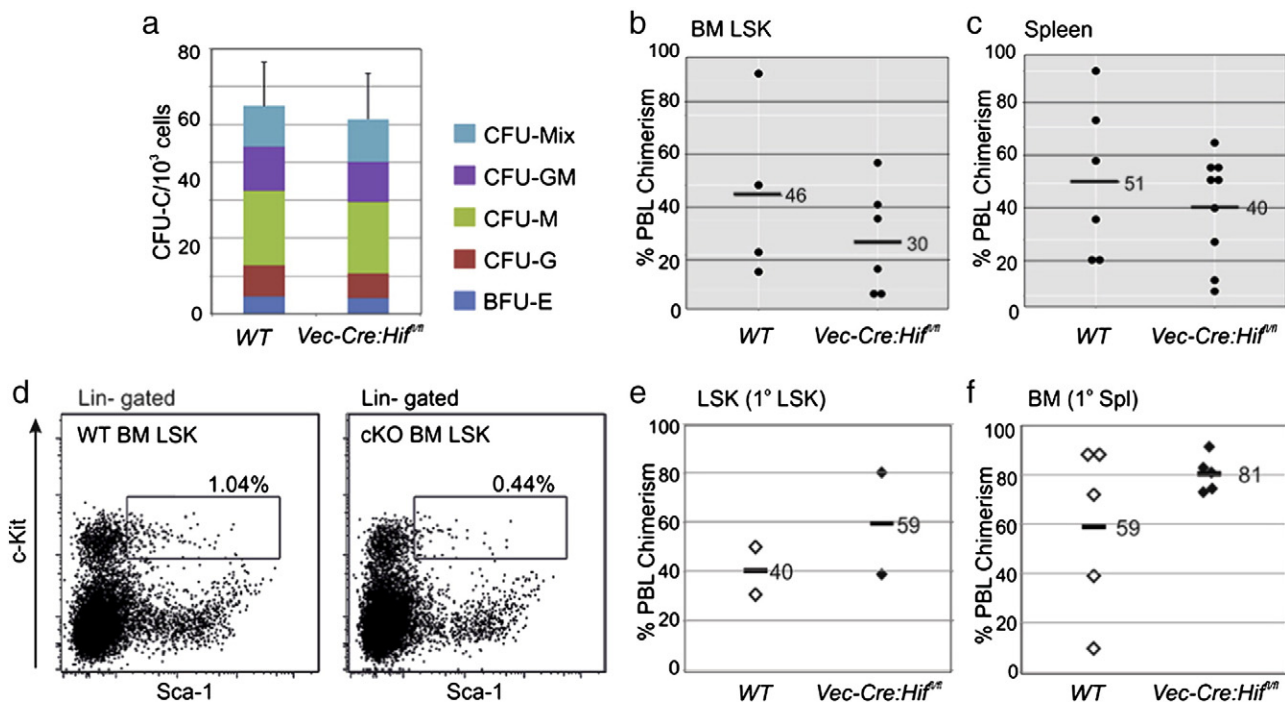 a
80
60
40
20
0
CFU-C/10³ cells
WT
Vec-Cre:Hif fl/fl
CFU-Mix
CFU-GM
CFU-M
CFU-G
BFU-E
b
BM LSK
100
80
60
40
20
0
% PBL Chimerism
46
30
WT
Vec-Cre:Hif fl/fl
c
Spleen
100
80
60
40
20
0
% PBL Chimerism
51
40
WT
Vec-Cre:Hif fl/fl
d
Lin- gated
WT BM LSK
1.04%
Lin- gated
cKO BM LSK
0.44%
c-Kit
Sca-1
Sca-1
e
LSK (1° LSK)
100
80
60
40
20
0
% PBL Chimerism
40
59
WT
Vec-Cre:Hif fl/fl
f
BM (1° Spl)
100
80
60
40
20
0
% PBL Chimerism
59
81
WT
Vec-Cre:Hif fl/fl